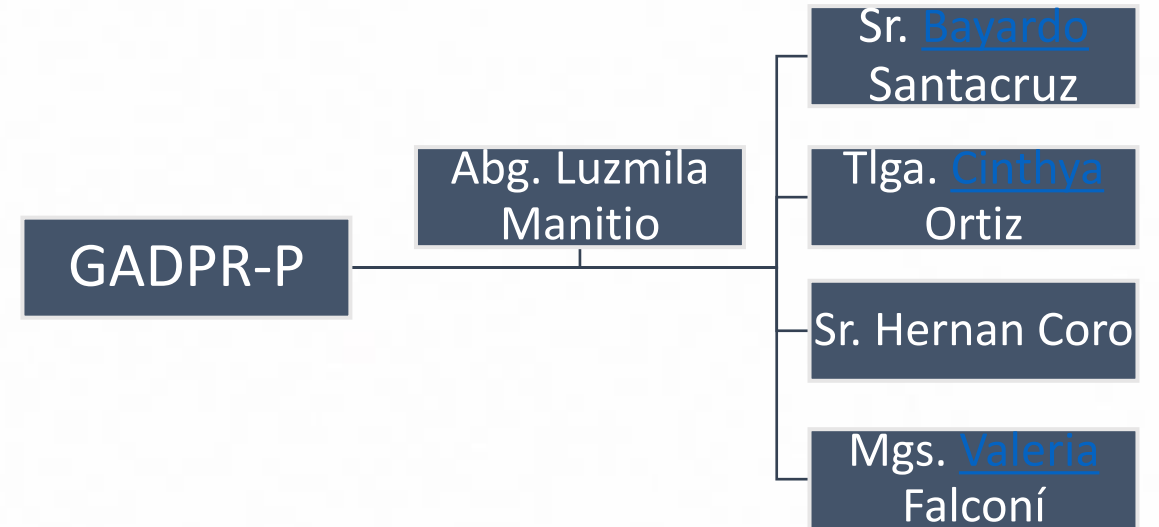 GADPR-P
Abg. Luzmila
Manitio
Sr. Bayardo
Santacruz
Tlga. Cinthya
Ortiz
Sr. Hernan Coro
Mgs. Valeria
Falconí